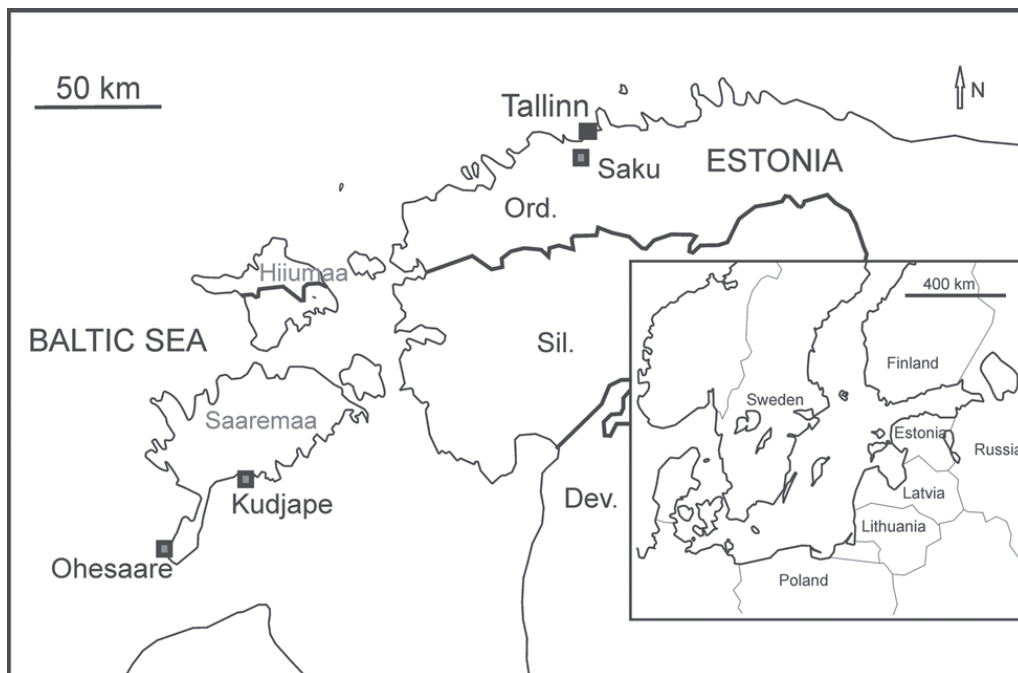 50 km
N
Tallinn
Saku
ESTONIA
Ord.
Hiiumaa
BALTIC SEA
Sil.
Saaremaa
Kudjape
Dev.
Ohesaare
400 km
Finland
Sweden
Estonia
Russia
Latvia
Lithuania
Poland